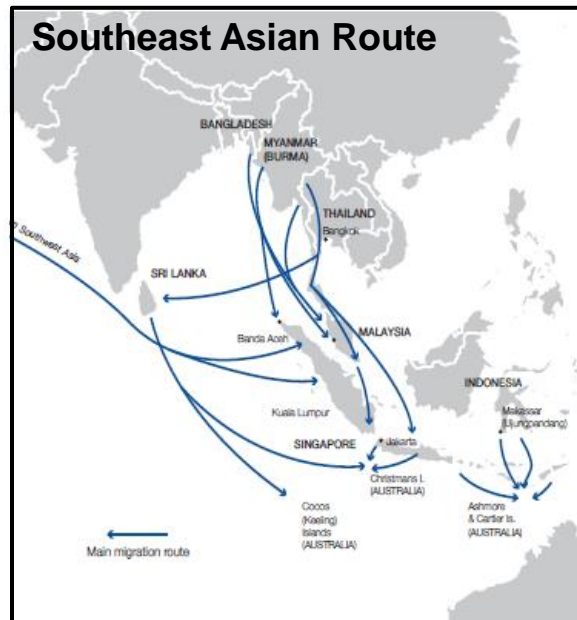 Southeast Asian Route
BANGLADESH
MYANMAR
(BURMA)
THAILAND
Bangkok
Southwest Asia
SRI LANKA
Banda Aceh
MALAYSIA
INDONESIA
Kuala Lumpur
Makassar
(Ujungpandang)
SINGAPORE
Jakarta
Christmans I.
(AUSTRALIA)
Cocos
(Keeling)
Islands
(AUSTRALIA)
Ashmore
& Cartier Is.
(AUSTRALIA)
Main migration route